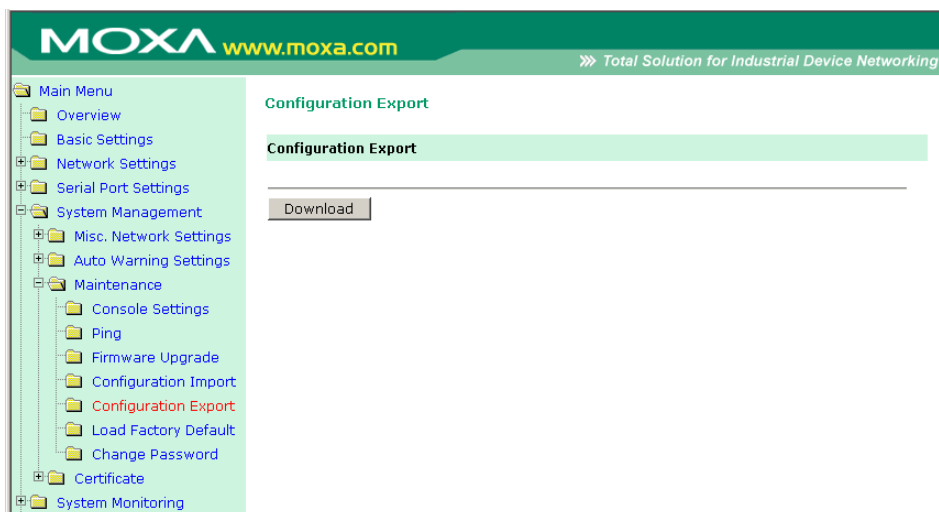 MOXA www.moxa.com
Total Solution for Industrial Device Networking
Main Menu
Overview
Basic Settings
Network Settings
Serial Port Settings
System Management
Misc. Network Settings
Auto Warning Settings
Maintenance
Console Settings
Ping
Firmware Upgrade
Configuration Import
Configuration Export
Load Factory Default
Change Password
Certificate
System Monitoring
Configuration Export
Configuration Export
Download